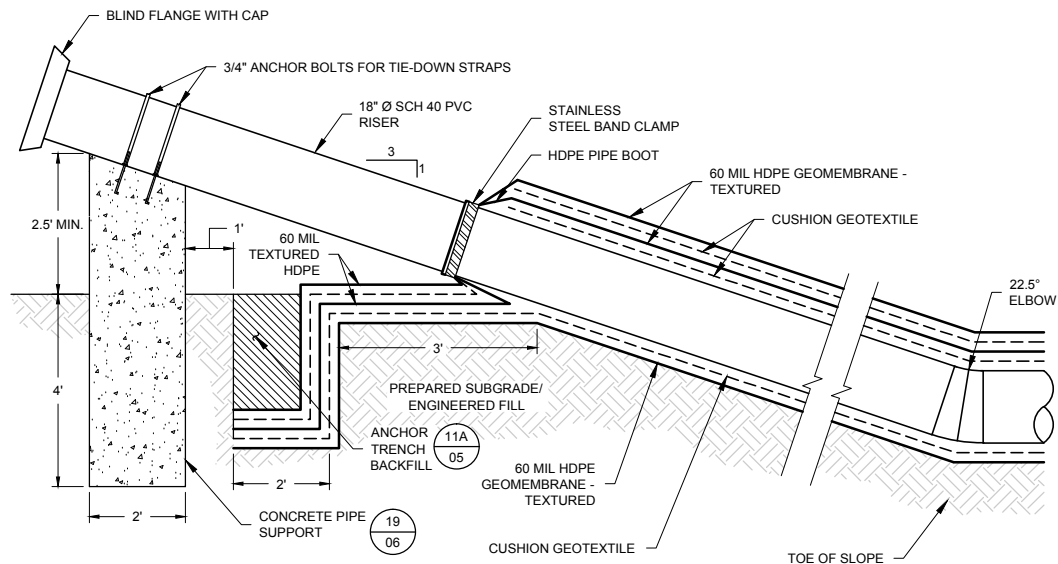 BLIND FLANGE WITH CAP
3/4" ANCHOR BOLTS FOR TIE-DOWN STRAPS
18" Ø SCH 40 PVC
RISER
3
1
STAINLESS
STEEL BAND CLAMP
HDPE PIPE BOOT
60 MIL HDPE GEOMEMBRANE -
TEXTURED
CUSHION GEOTEXTILE
2.5' MIN.
1'
60 MIL
TEXTURED
HDPE
22.5°
ELBOW
4'
3'
PREPARED SUBGRADE/
ENGINEERED FILL
ANCHOR
TRENCH
BACKFILL
11A
05
2'
2'
CONCRETE PIPE
SUPPORT
19
06
60 MIL HDPE
GEOMEMBRANE -
TEXTURED
CUSHION GEOTEXTILE
TOE OF SLOPE